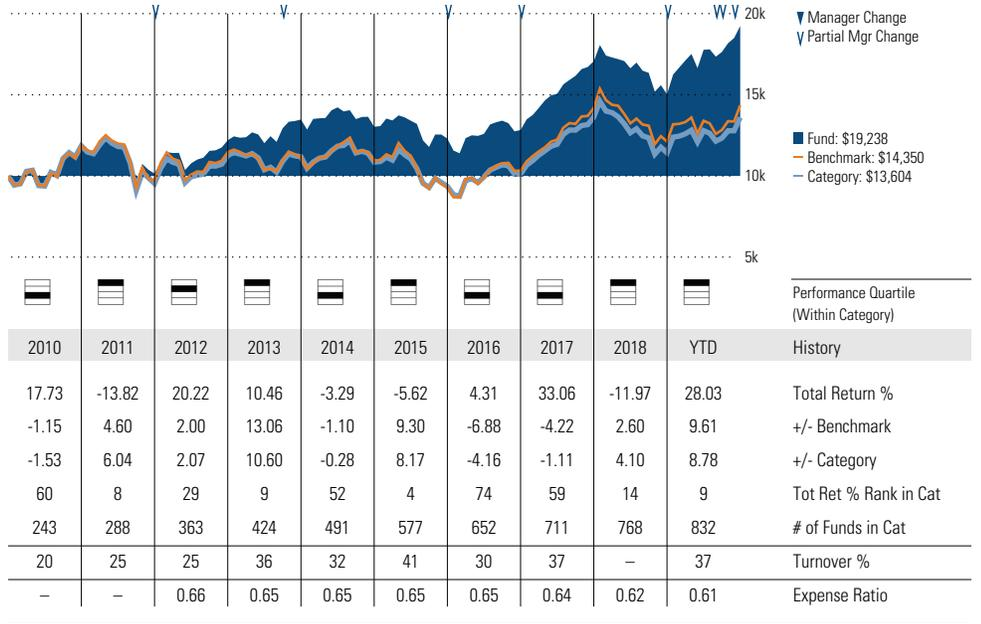 20k
Manager Change
Partial Mgr Change
15k
Fund: $19,238
Benchmark: $14,350
Category: $13,604
10k
5k
Performance Quartile
(Within Category)
2010 2011 2012 2013 2014 2015 2016 2017 2018 YTD History
17.73 -13.82 20.22 10.46 -3.29 -5.62 4.31 33.06 -11.97 28.03 Total Return %
-1.15 4.60 2.00 13.06 -1.10 9.30 -6.88 -4.22 2.60 9.61 +/- Benchmark
-1.53 6.04 2.07 10.60 -0.28 8.17 -4.16 -1.11 4.10 8.78 +/- Category
60 8 29 9 52 4 74 59 14 9 Tot Ret % Rank in Cat
243 288 363 424 491 577 652 711 768 832 # of Funds in Cat
20 25 25 36 32 41 30 37 – 37 Turnover %
– – 0.66 0.65 0.65 0.65 0.65 0.64 0.62 0.61 Expense Ratio